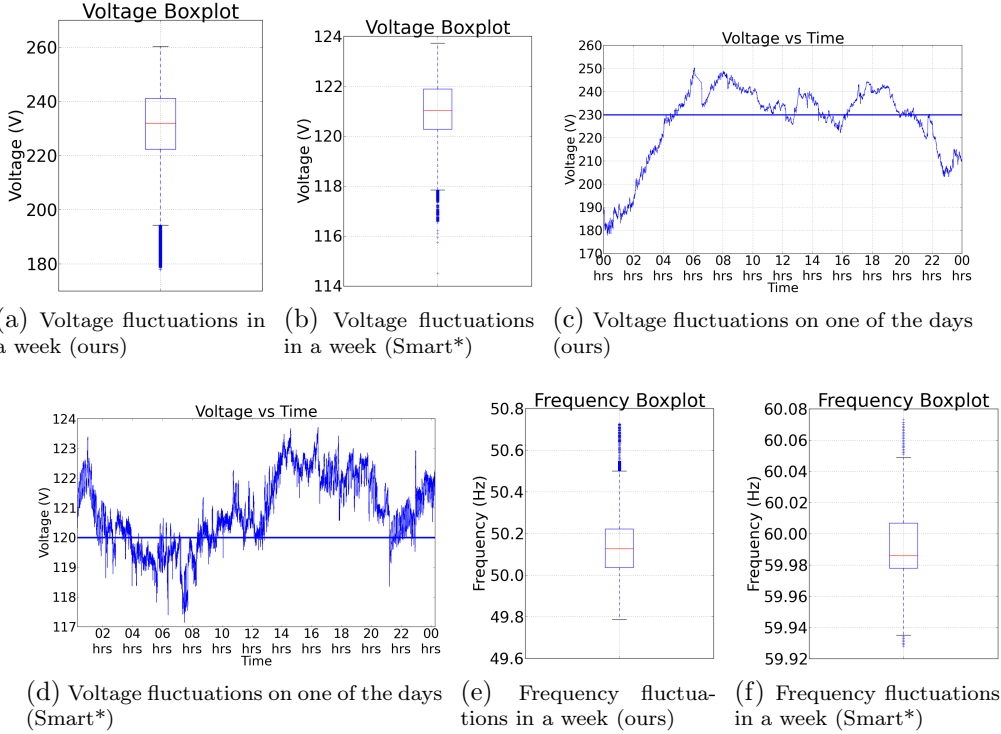 Voltage Boxplot
Voltage (V)
260
240
220
200
180
(a) Voltage fluctuations in
a week (ours)
Voltage Boxplot
Voltage (V)
124
122
120
118
116
114
(b) Voltage fluctuations
in a week (Smart*)
Voltage vs Time
Voltage (V)
260
250
240
230
220
210
200
190
180
170
00 02 04 06 08 10 12 14 16 18 20 22 00
hrs hrs hrs hrs hrs hrs hrs hrs hrs hrs hrs hrs hrs
Time
(c) Voltage fluctuations on one of the days
(ours)
Voltage vs Time
Voltage (V)
124
123
122
121
120
119
118
117
02 04 06 08 10 12 14 16 18 20 22 00
hrs hrs hrs hrs hrs hrs hrs hrs hrs hrs hrs hrs
Time
(d) Voltage fluctuations on one of the days
(Smart*)
Frequency Boxplot
Frequency (Hz)
50.8
50.6
50.4
50.2
50.0
49.8
49.6
(e) Frequency fluctua-
tions in a week (ours)
Frequency Boxplot
Frequency (Hz)
60.08
60.06
60.04
60.02
60.00
59.98
59.96
59.94
59.92
(f) Frequency fluctuations
in a week (Smart*)